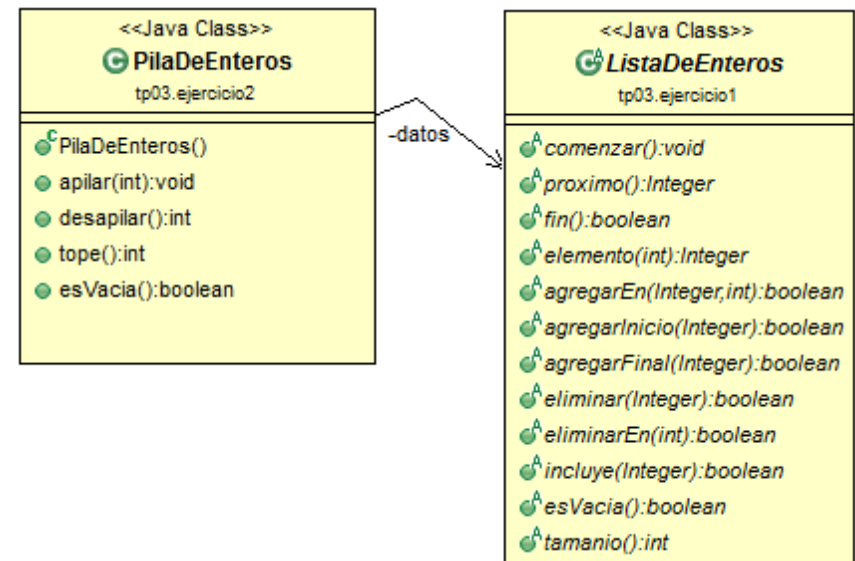 <<Java Class>>
PilaDeEnteros
tp03.ejercicio2
PilaDeEnteros()
apilar(int):void
desapilar():int
tope():int
esVacia():boolean
-datos
<<Java Class>>
ListaDeEnteros
tp03.ejercicio1
comenzar():void
proximo():Integer
fin():boolean
elemento(int):Integer
agregarEn(Integer,int):boolean
agregarInicio(Integer):boolean
agregarFinal(Integer):boolean
eliminar(Integer):boolean
eliminarEn(int):boolean
incluye(Integer):boolean
esVacia():boolean
tamanio():int